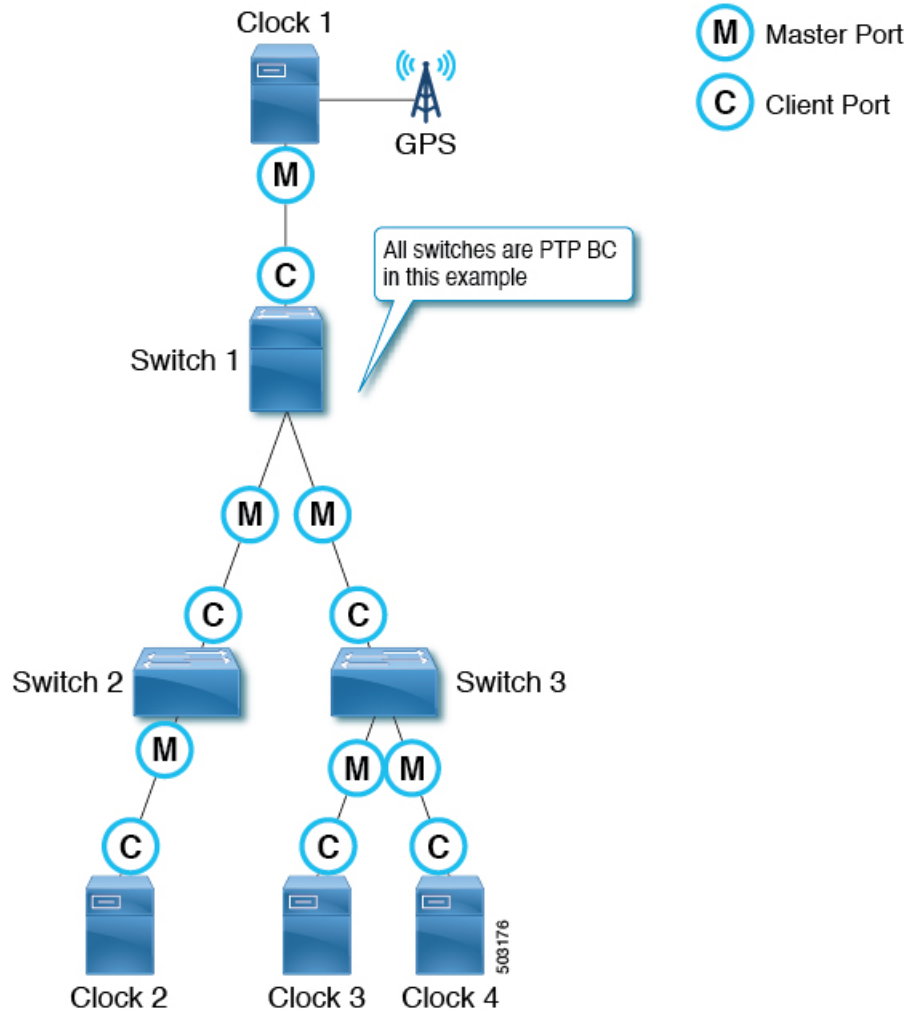 Clock 1
M Master Port
C Client Port
GPS
M
C
All switches are PTP BC
in this example
Switch 1
M M
C C
Switch 2
Switch 3
M
M M
C C C
503176
Clock 2 Clock 3 Clock 4